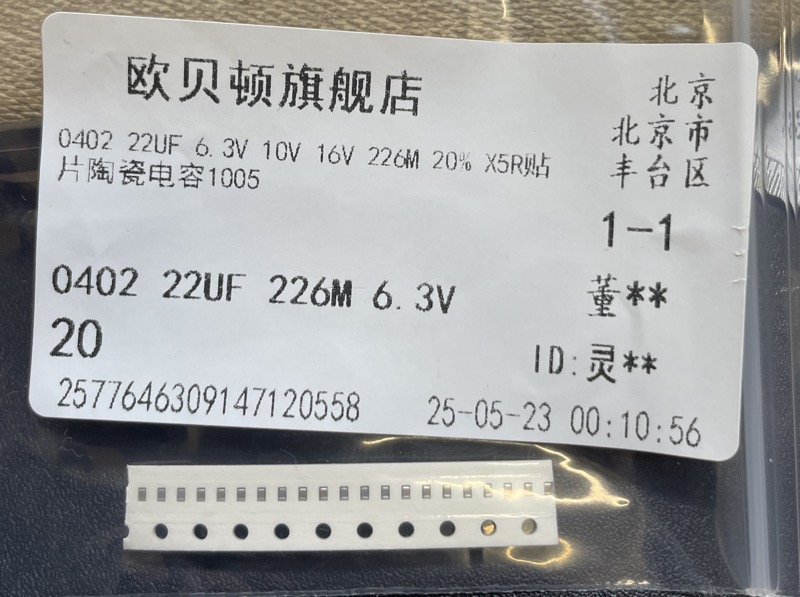 欧贝顿旗舰店
0402 22UF 6.3V 10V 16V 226M 20% X5R贴
片陶瓷电容1005
北京
北京市
丰台区
1-1
0402 22UF 226M 6.3V
20
董**
ID:灵**
2577646309147120558
25-05-23 00:10:56